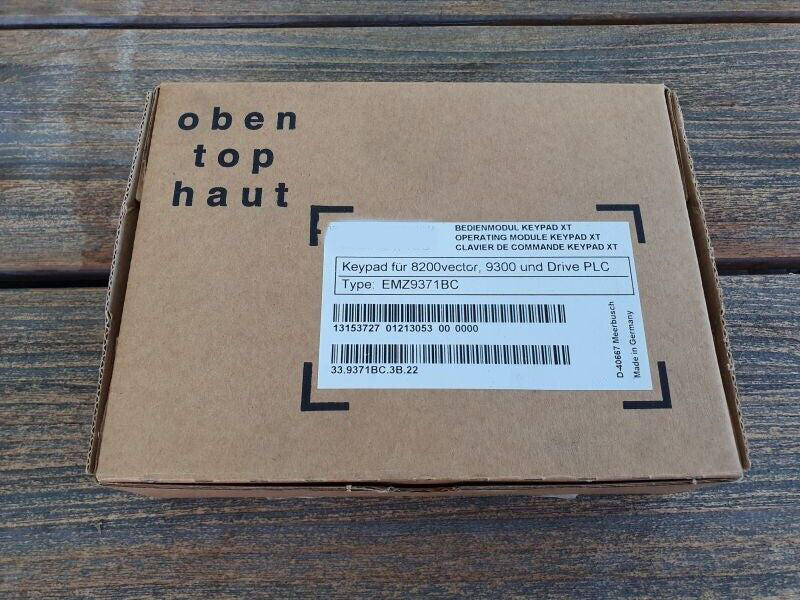 oben
top
haut
BEDIENMODUL KEYPAD XT
OPERATING MODULE KEYPAD XT
CLAVIER DE COMMANDE KEYPAD XT
Keypad für 8200vector, 9300 und Drive PLC
Type: EMZ9371BC
13153727 01213053 00 0000
33.9371BC.3B.22
D-40667 Meerbusch
Made in Germany